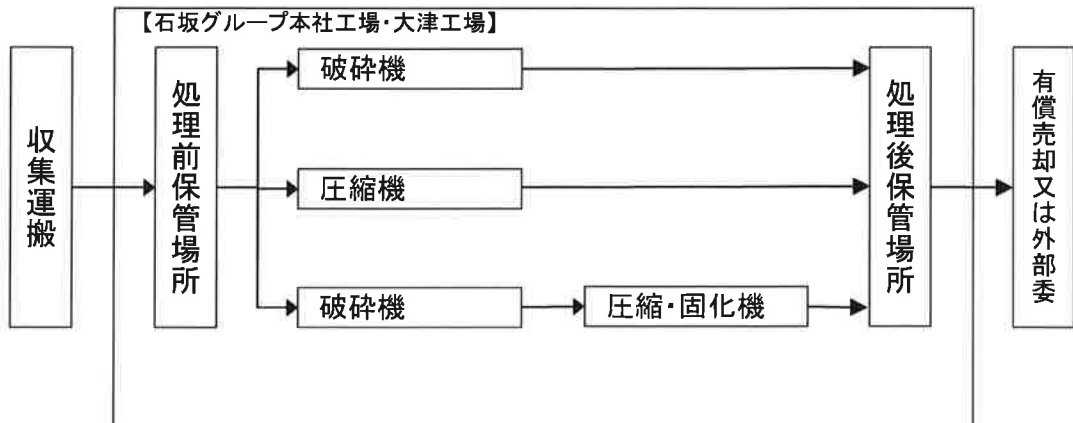 【石坂グループ本社工場・大津工場】
収集運搬
処理前保管場所
破砕機
圧縮機
破砕機
圧縮・固化機
処理後保管場所
有償売却又は外部委